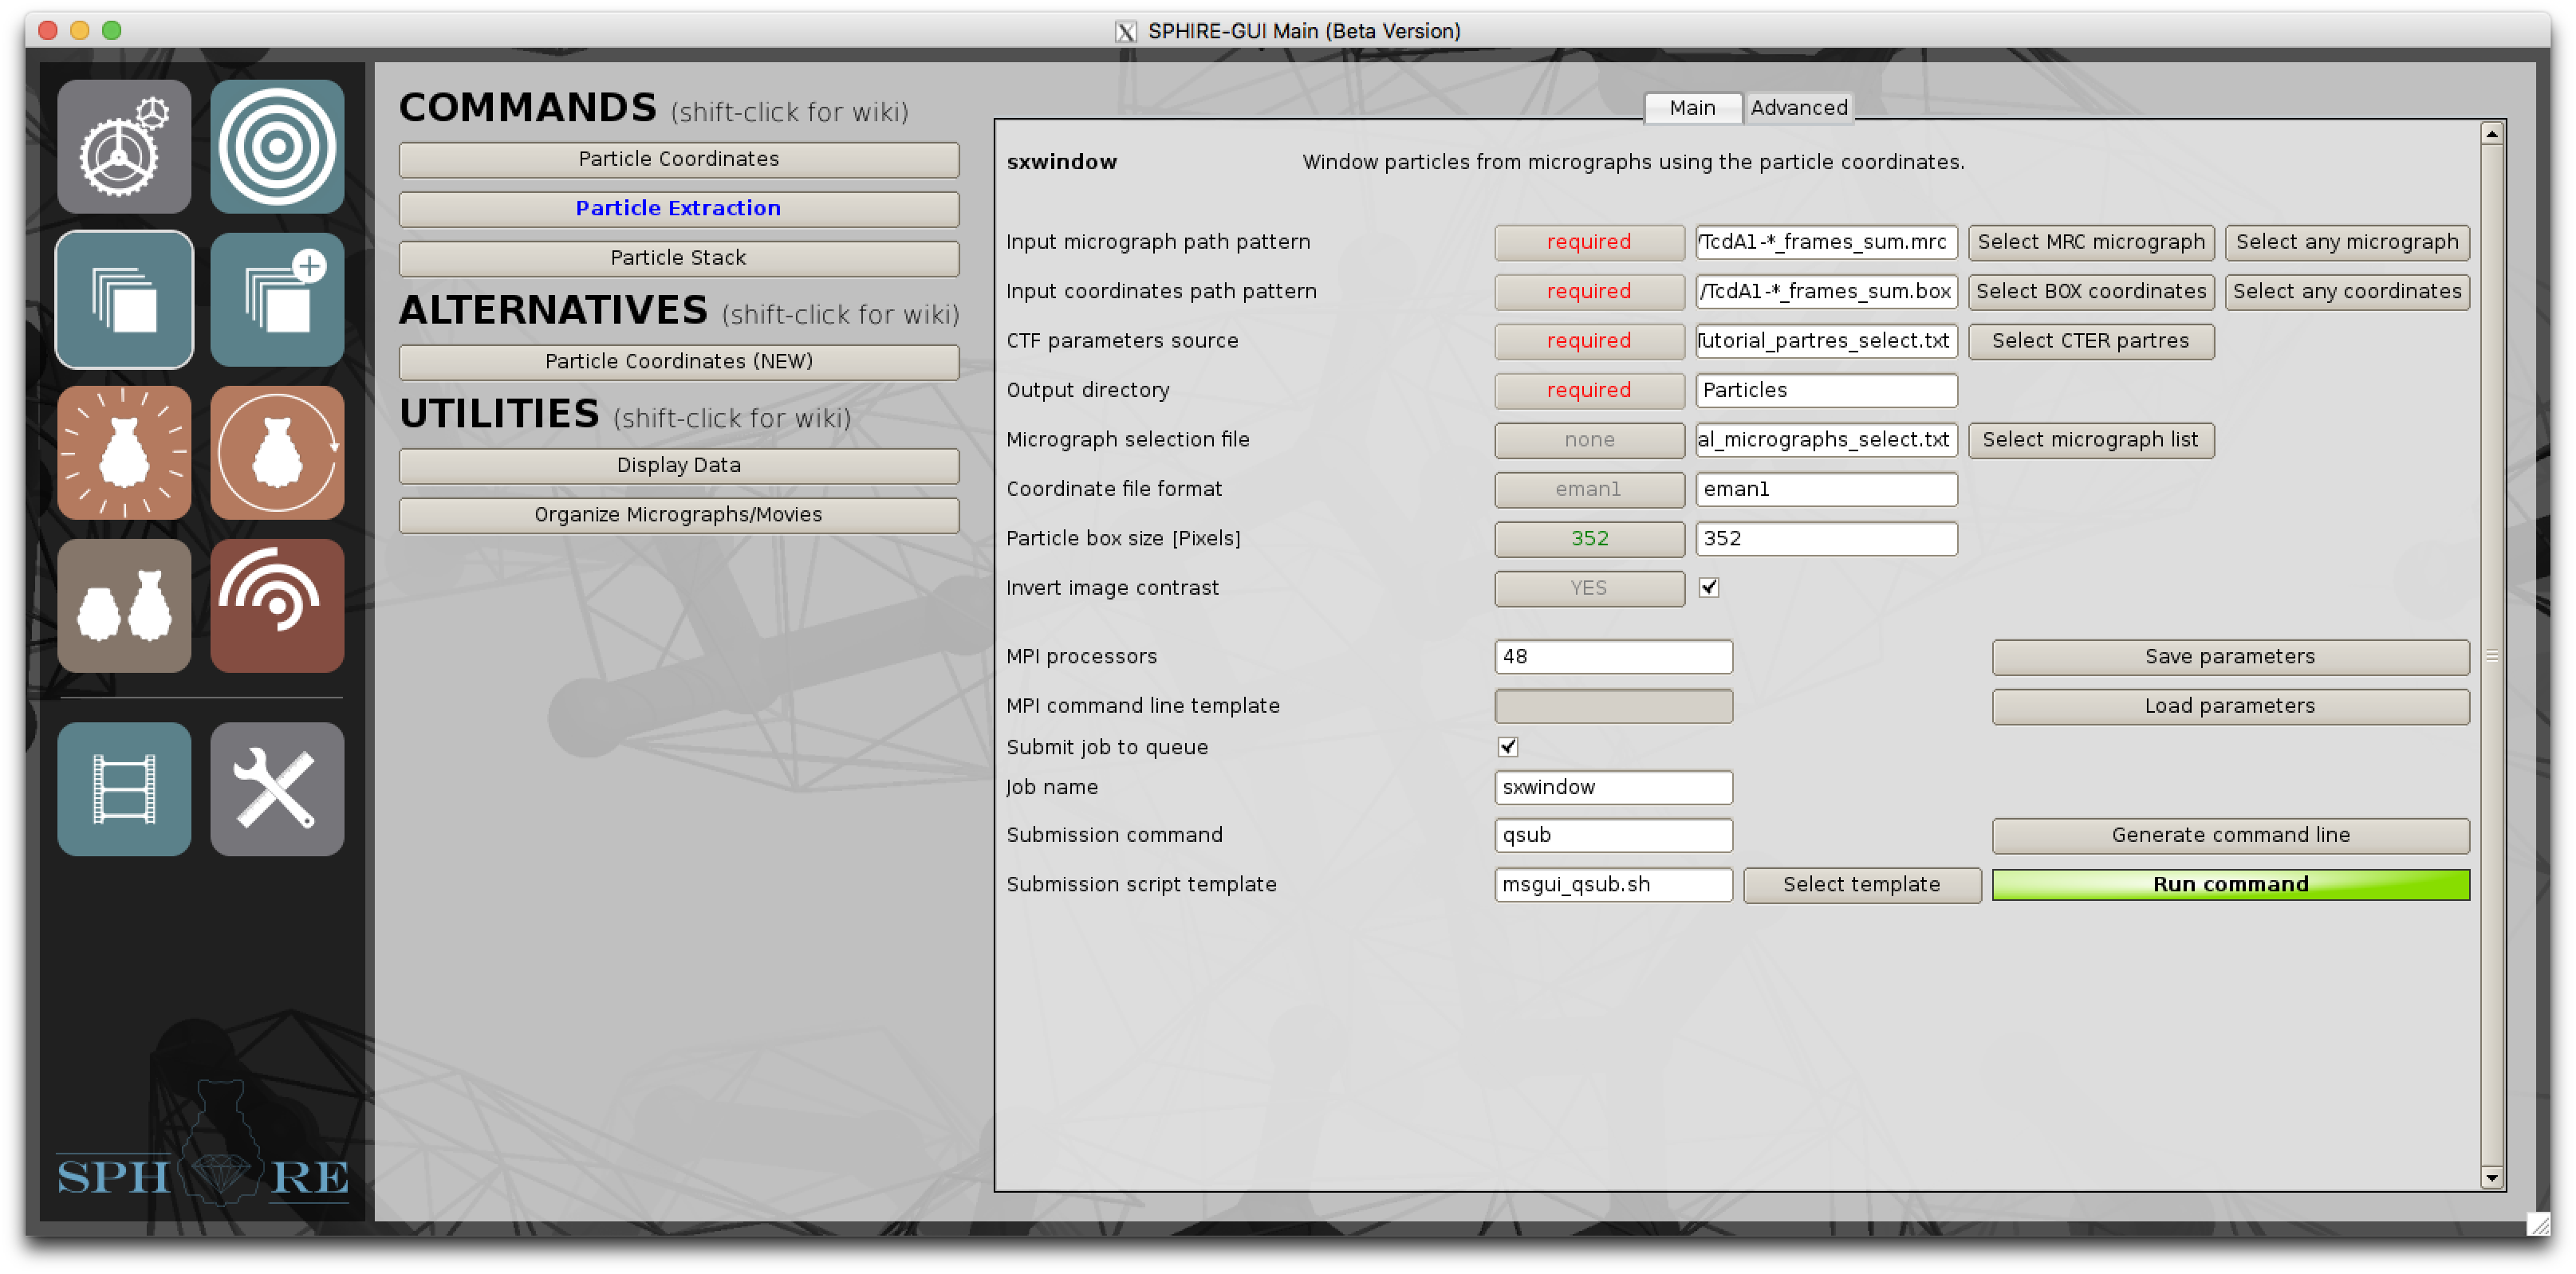 SPHIRE-GUI Main (Beta Version)
COMMANDS (shift-click for wiki)
Particle Coordinates
Particle Extraction
Particle Stack
ALTERNATIVES (shift-click for wiki)
Particle Coordinates (NEW)
UTILITIES (shift-click for wiki)
Display Data
Organize Micrographs/Movies
SPH RE
Main Advanced
sxwindow Window particles from micrographs using the particle coordinates.
Input micrograph path pattern required /TcdA1-*_frames_sum.mrc Select MRC micrograph Select any micrograph
Input coordinates path pattern required /TcdA1-*_frames_sum.box Select BOX coordinates Select any coordinates
CTF parameters source required Tutorial_partres_select.txt Select CTER partres
Output directory required Particles
Micrograph selection file none al_micrographs_select.txt Select micrograph list
Coordinate file format eman1 eman1
Particle box size [Pixels] 352 352
Invert image contrast YES
MPI processors 48 Save parameters
MPI command line template Load parameters
Submit job to queue
Job name sxwindow
Submission command qsub Generate command line
Submission script template msgui_qsub.sh Select template Run command